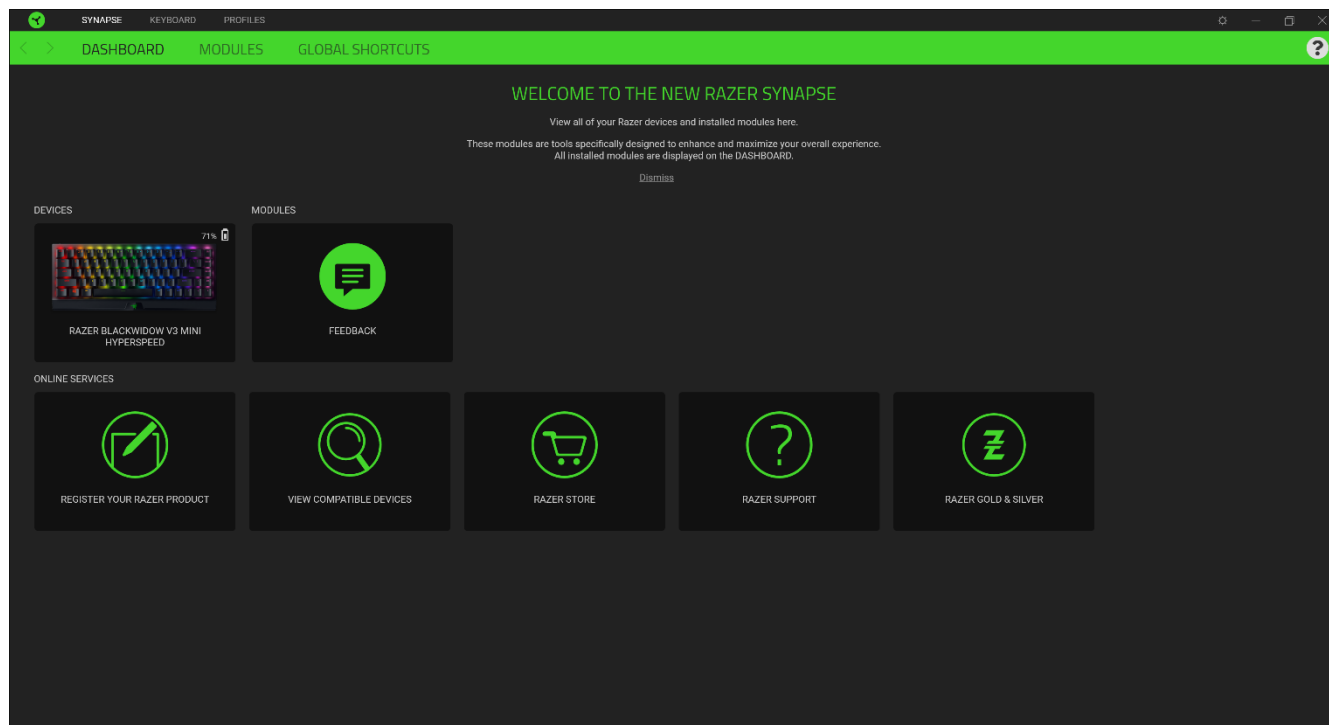 SYNAPSE KEYBOARD PROFILES
DASHBOARD MODULES GLOBAL SHORTCUTS ?
WELCOME TO THE NEW RAZER SYNAPSE
View all of your Razer devices and installed modules here.
These modules are tools specifically designed to enhance and maximize your overall experience.
All installed modules are displayed on the DASHBOARD.
Dismiss
DEVICES MODULES
71%
RAZER BLACKWIDOW V3 MINI
HYPERSPEED
FEEDBACK
ONLINE SERVICES
REGISTER YOUR RAZER PRODUCT
VIEW COMPATIBLE DEVICES
RAZER STORE
RAZER SUPPORT
RAZER GOLD & SILVER